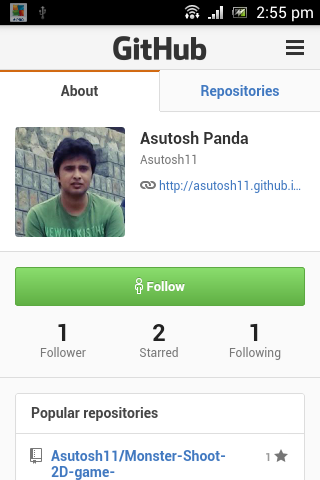 2:55 pm
GitHub
About
Repositories
Asutosh Panda
Asutosh11
http://asutosh11.github.i...
Follow
1
2
1
Follower
Starred
Following
Popular repositories
Asutosh11/Monster-Shoot-
1
2D-game-